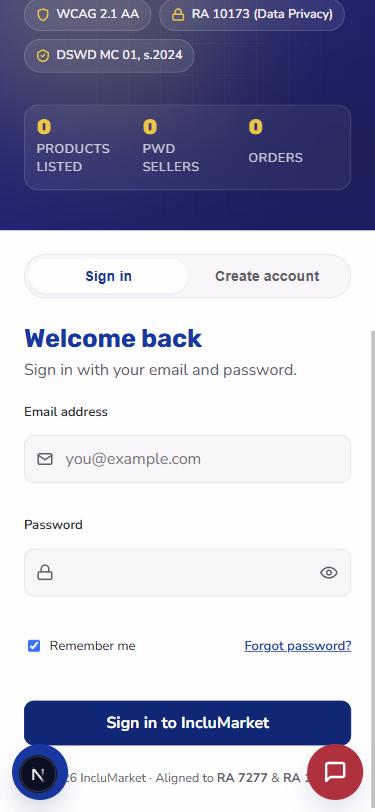 WCAG 2.1 AA
RA 10173 (Data Privacy)
DSWD MC 01, s.2024
0 0 0
PRODUCTS LISTED
PWD SELLERS
ORDERS
Sign in
Create account
Welcome back
Sign in with your email and password.
Email address
you@example.com
Password
Remember me
Forgot password?
Sign in to IncluMarket
N
IncluMarket · Aligned to RA 7277 & RA